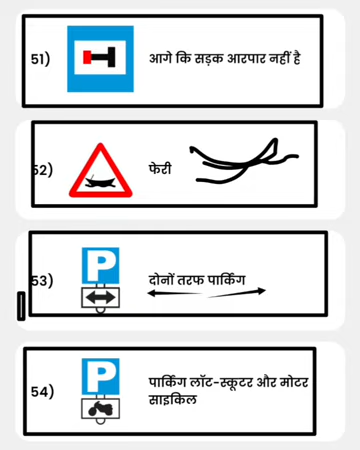 51)
आगे कि सड़क आरपार नहीं है
52)
फेरी
53)
P
दोनों तरफ पार्किंग
54)
P
पार्किंग लॉट-स्कूटर और मोटर
साइकिल